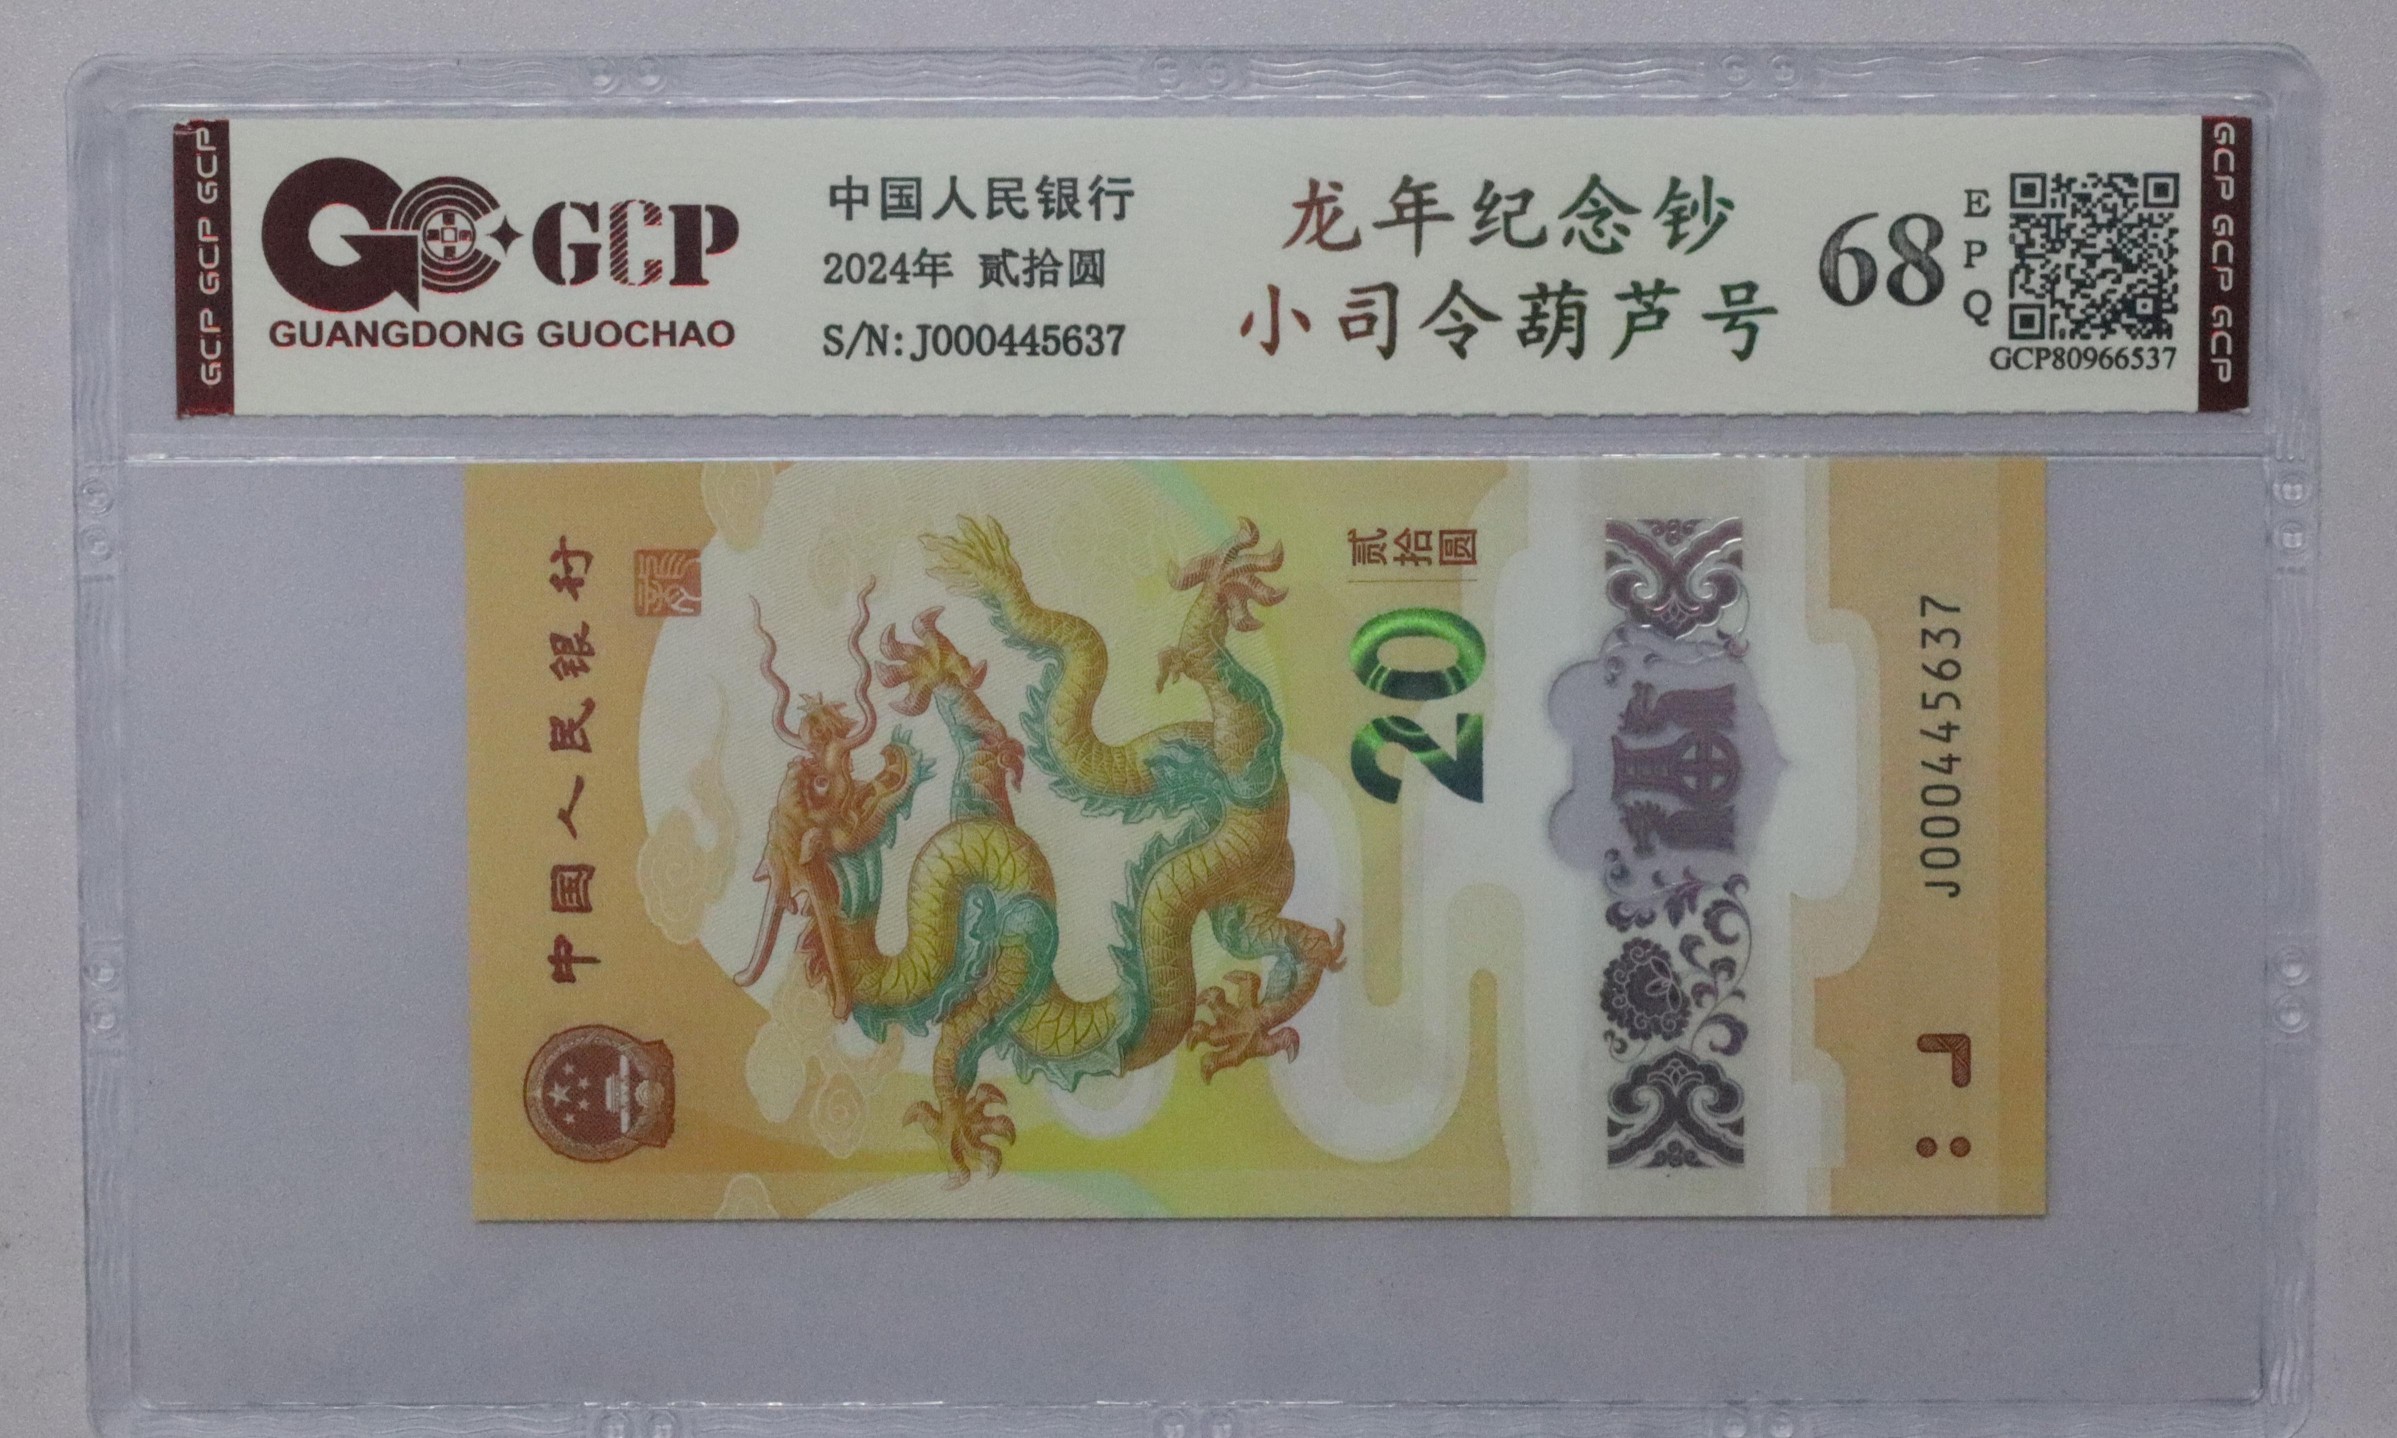 GCP GCP GCP
GCP
GUANGDONG GUOCHAO
中国人民银行
2024年 贰拾圆
S/N:J000445637
龙年纪念钞
小司令葫芦号
68
EPQ
GCP80966537
GCP GCP GCP
中国人民银行
龍
贰拾圆
20
J000445637